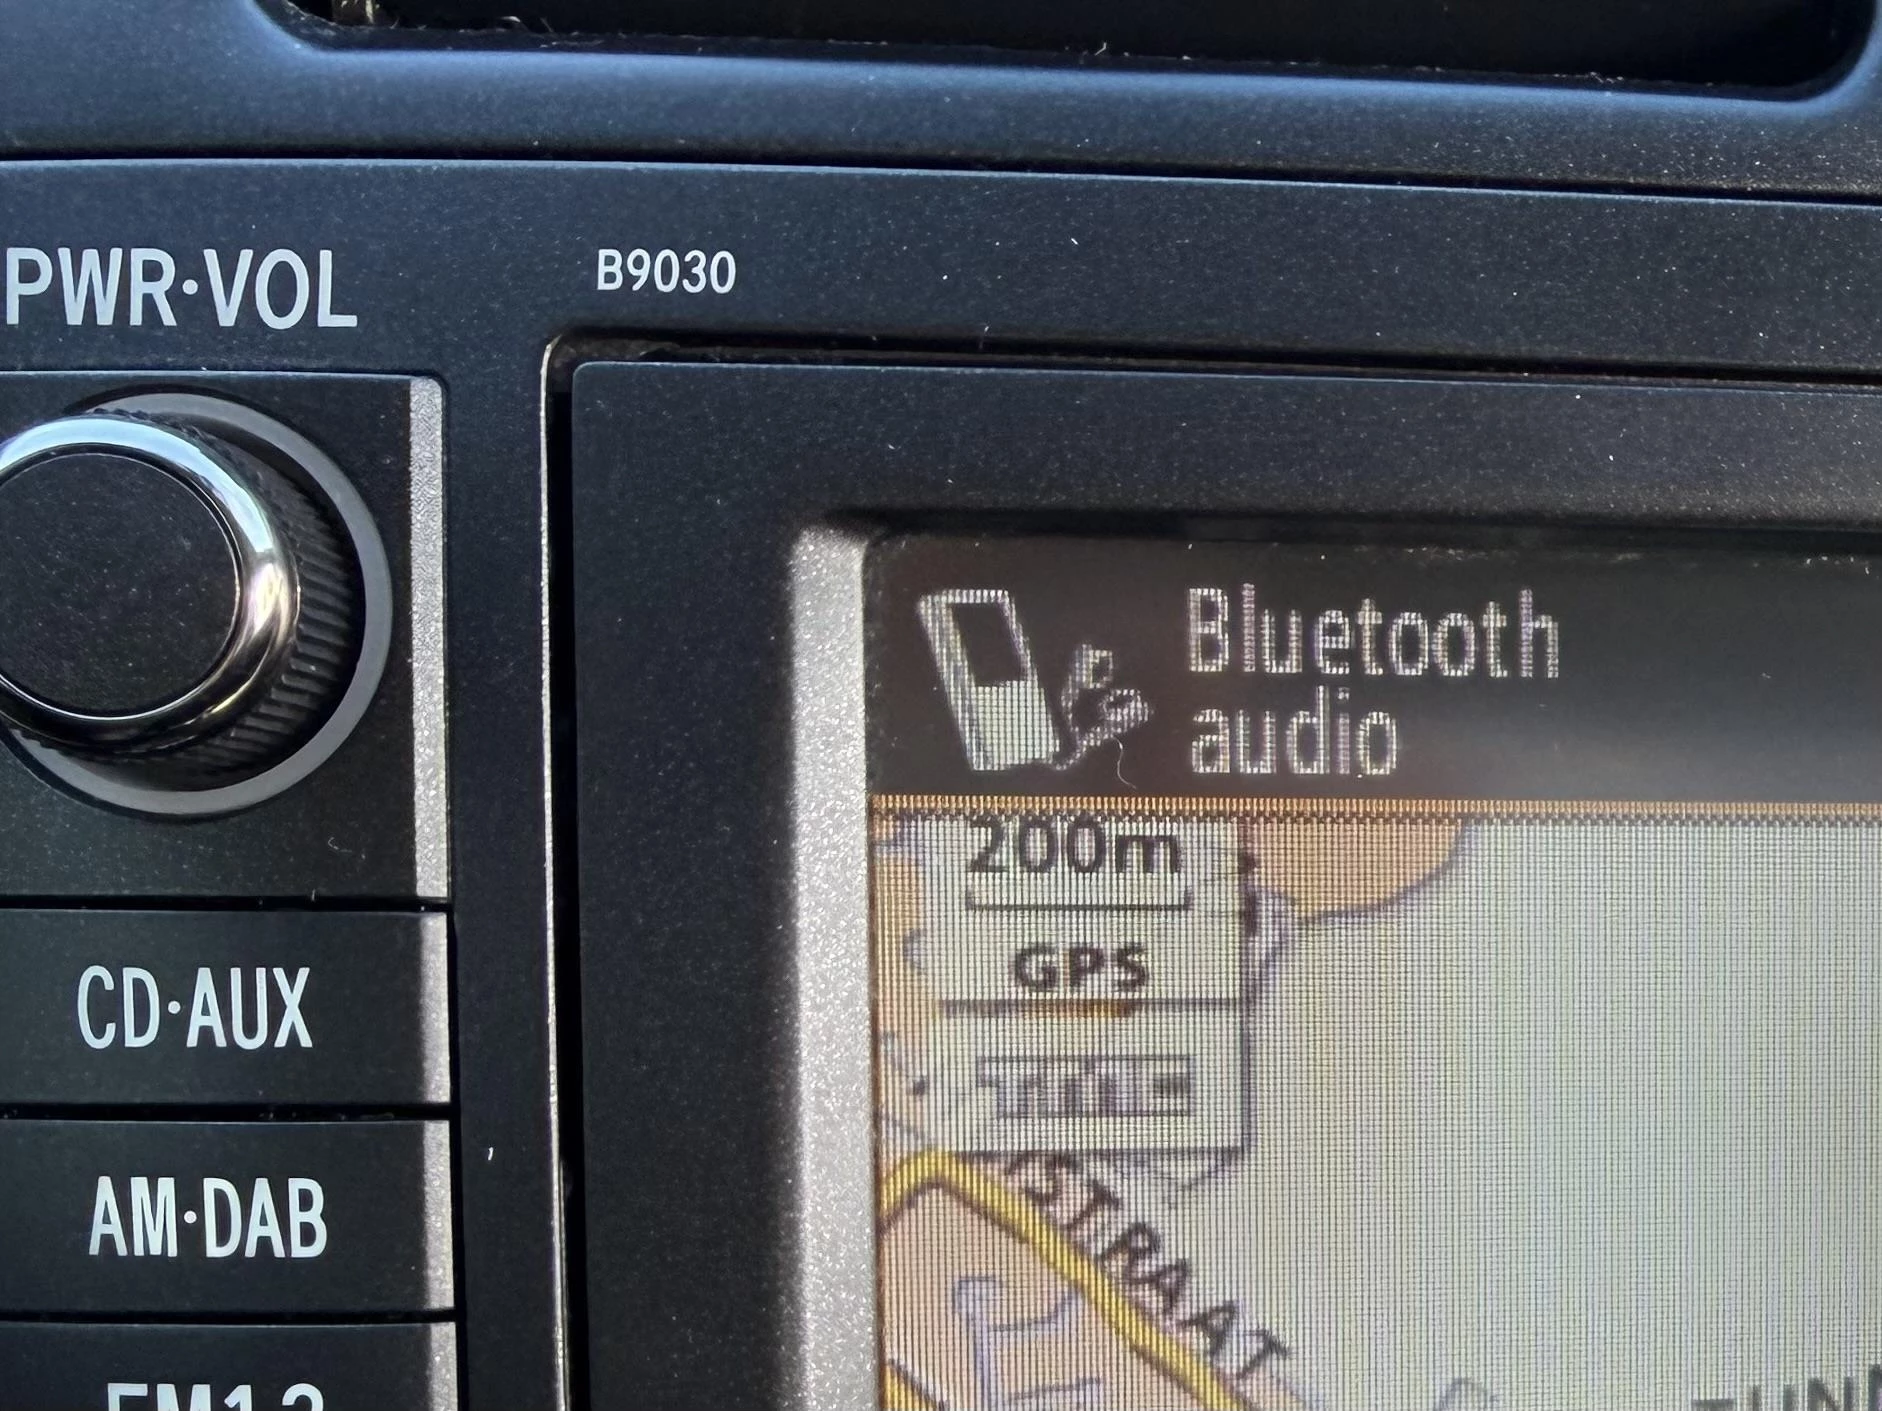 PWR·VOL
B9030
Bluetooth
audio
200m
GPS
CD·AUX
AM·DAB
STRAAT